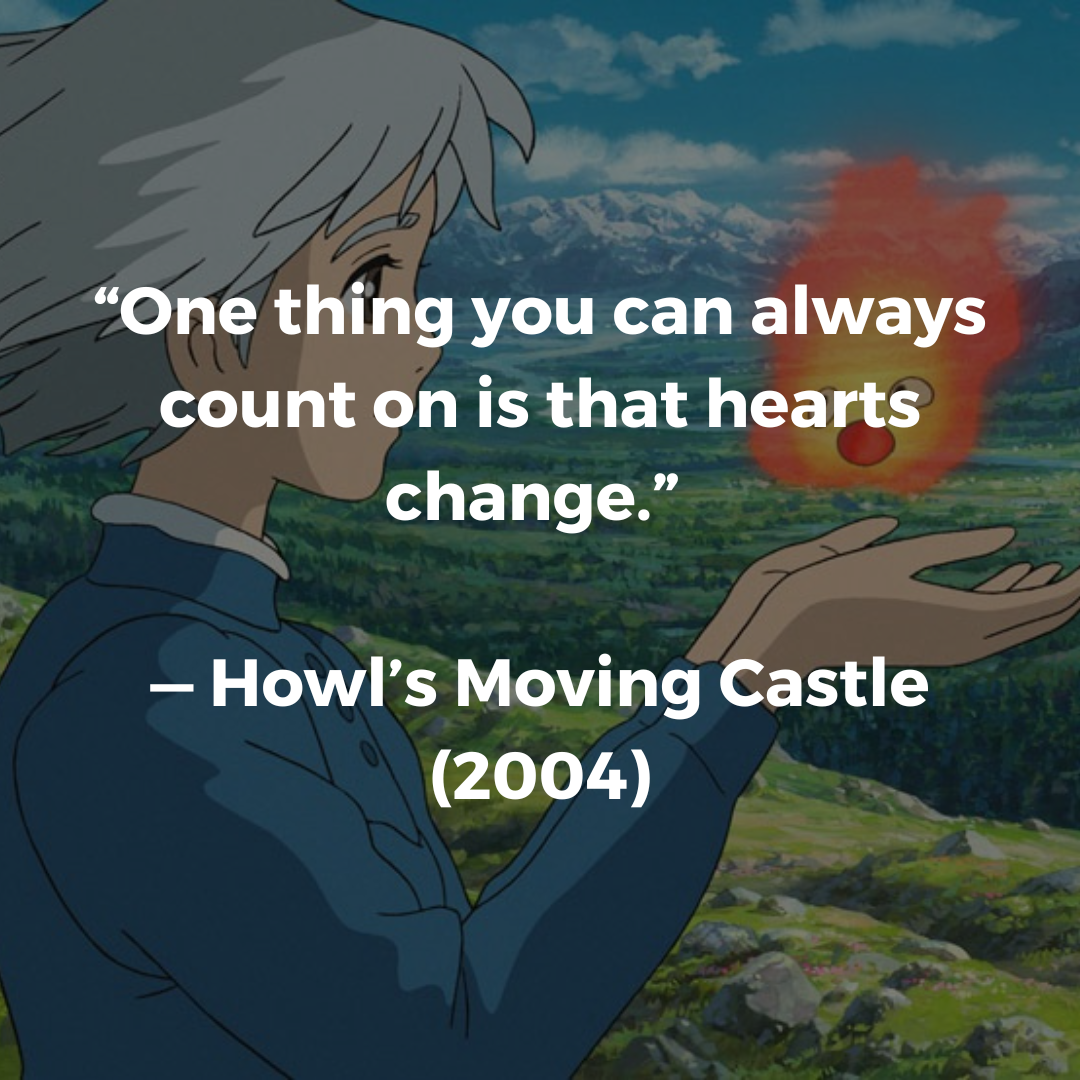 “One thing you can always
count on is that hearts
change.”
– Howl’s Moving Castle
(2004)